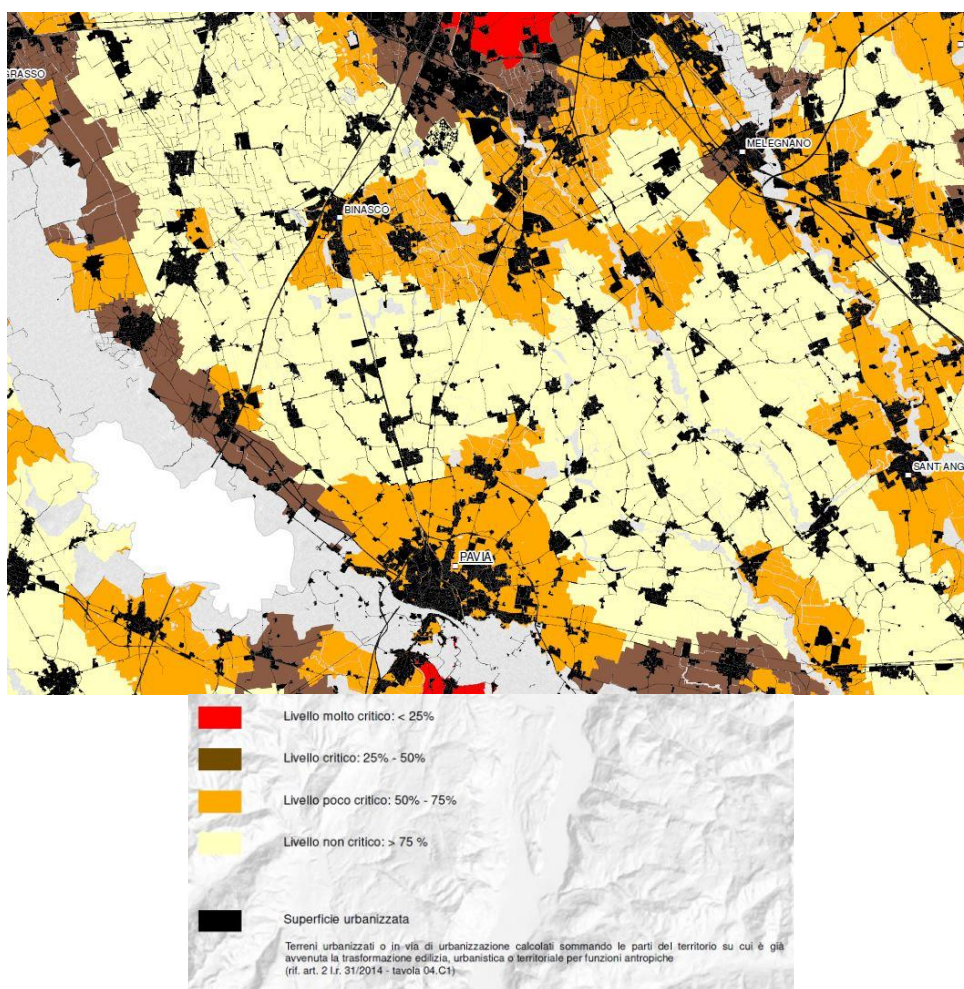 GRASSO
MELEGNANO
BINASCO
SANT'ANG
PAVIA
Livello molto critico: < 25%
Livello critico: 25% - 50%
Livello poco critico: 50% - 75%
Livello non critico: > 75 %
Superficie urbanizzata
Terreni urbanizzati o in via di urbanizzazione calcolati sommando le parti del territorio su cui è già
avvenuta la trasformazione edilizia, urbanistica o territoriale per funzioni antropiche
(rif. art. 2 l.r. 31/2014 - tavola 04.C1)